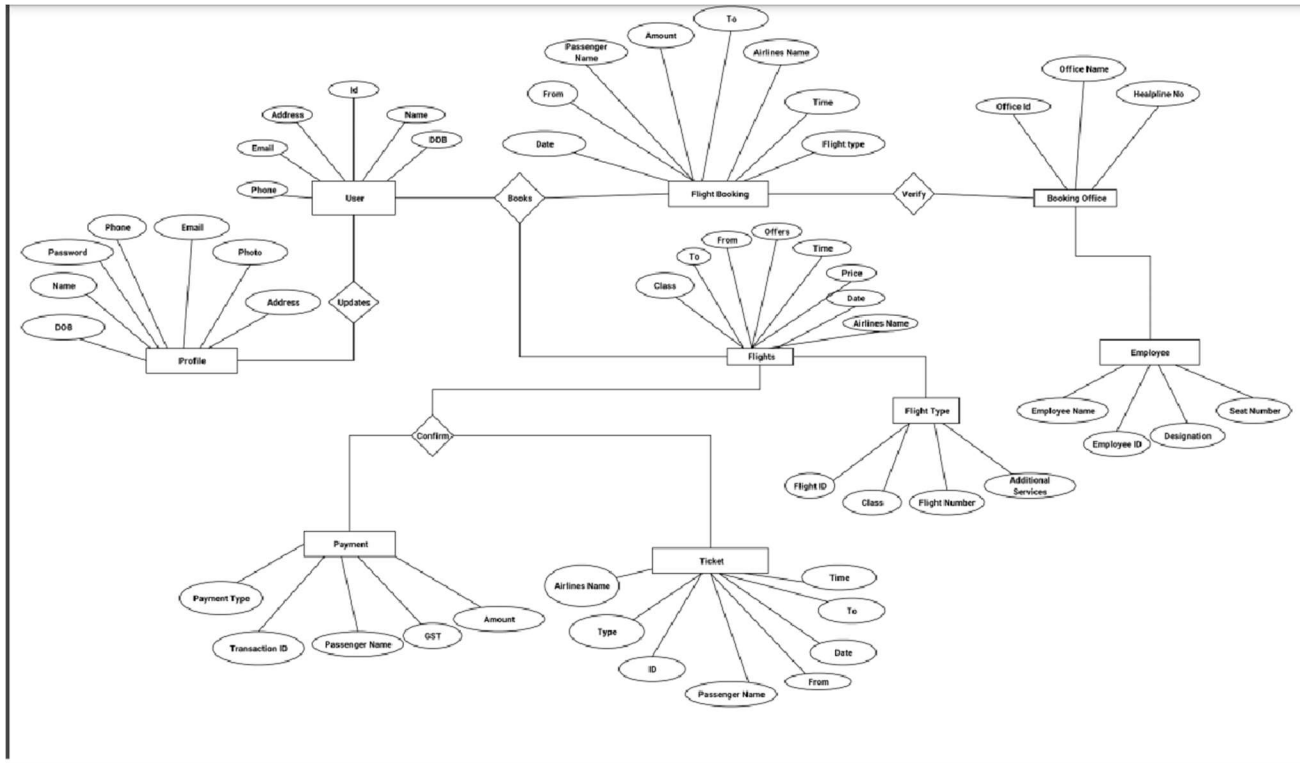 To
Amount
Passenger
Name
Airlines Name
Office Name
Id
From
Time
Healpline No
Office Id
Address
Name
Date
Flight type
Email
DOB
Phone
User
Books
Flight Booking
Verify
Booking Office
Phone
Email
Offers
From
Time
Password
Photo
To
Price
Class
Name
Address
Updates
Date
DOB
Airlines Name
Profile
Flights
Employee
Flight Type
Employee Name
Seat Number
Confirm
Employee ID
Designation
Flight ID
Class
Flight Number
Additional
Services
Payment
Ticket
Payment Type
Airlines Name
Time
To
Amount
Type
GST
Transaction ID
Passenger Name
Date
ID
From
Passenger Name